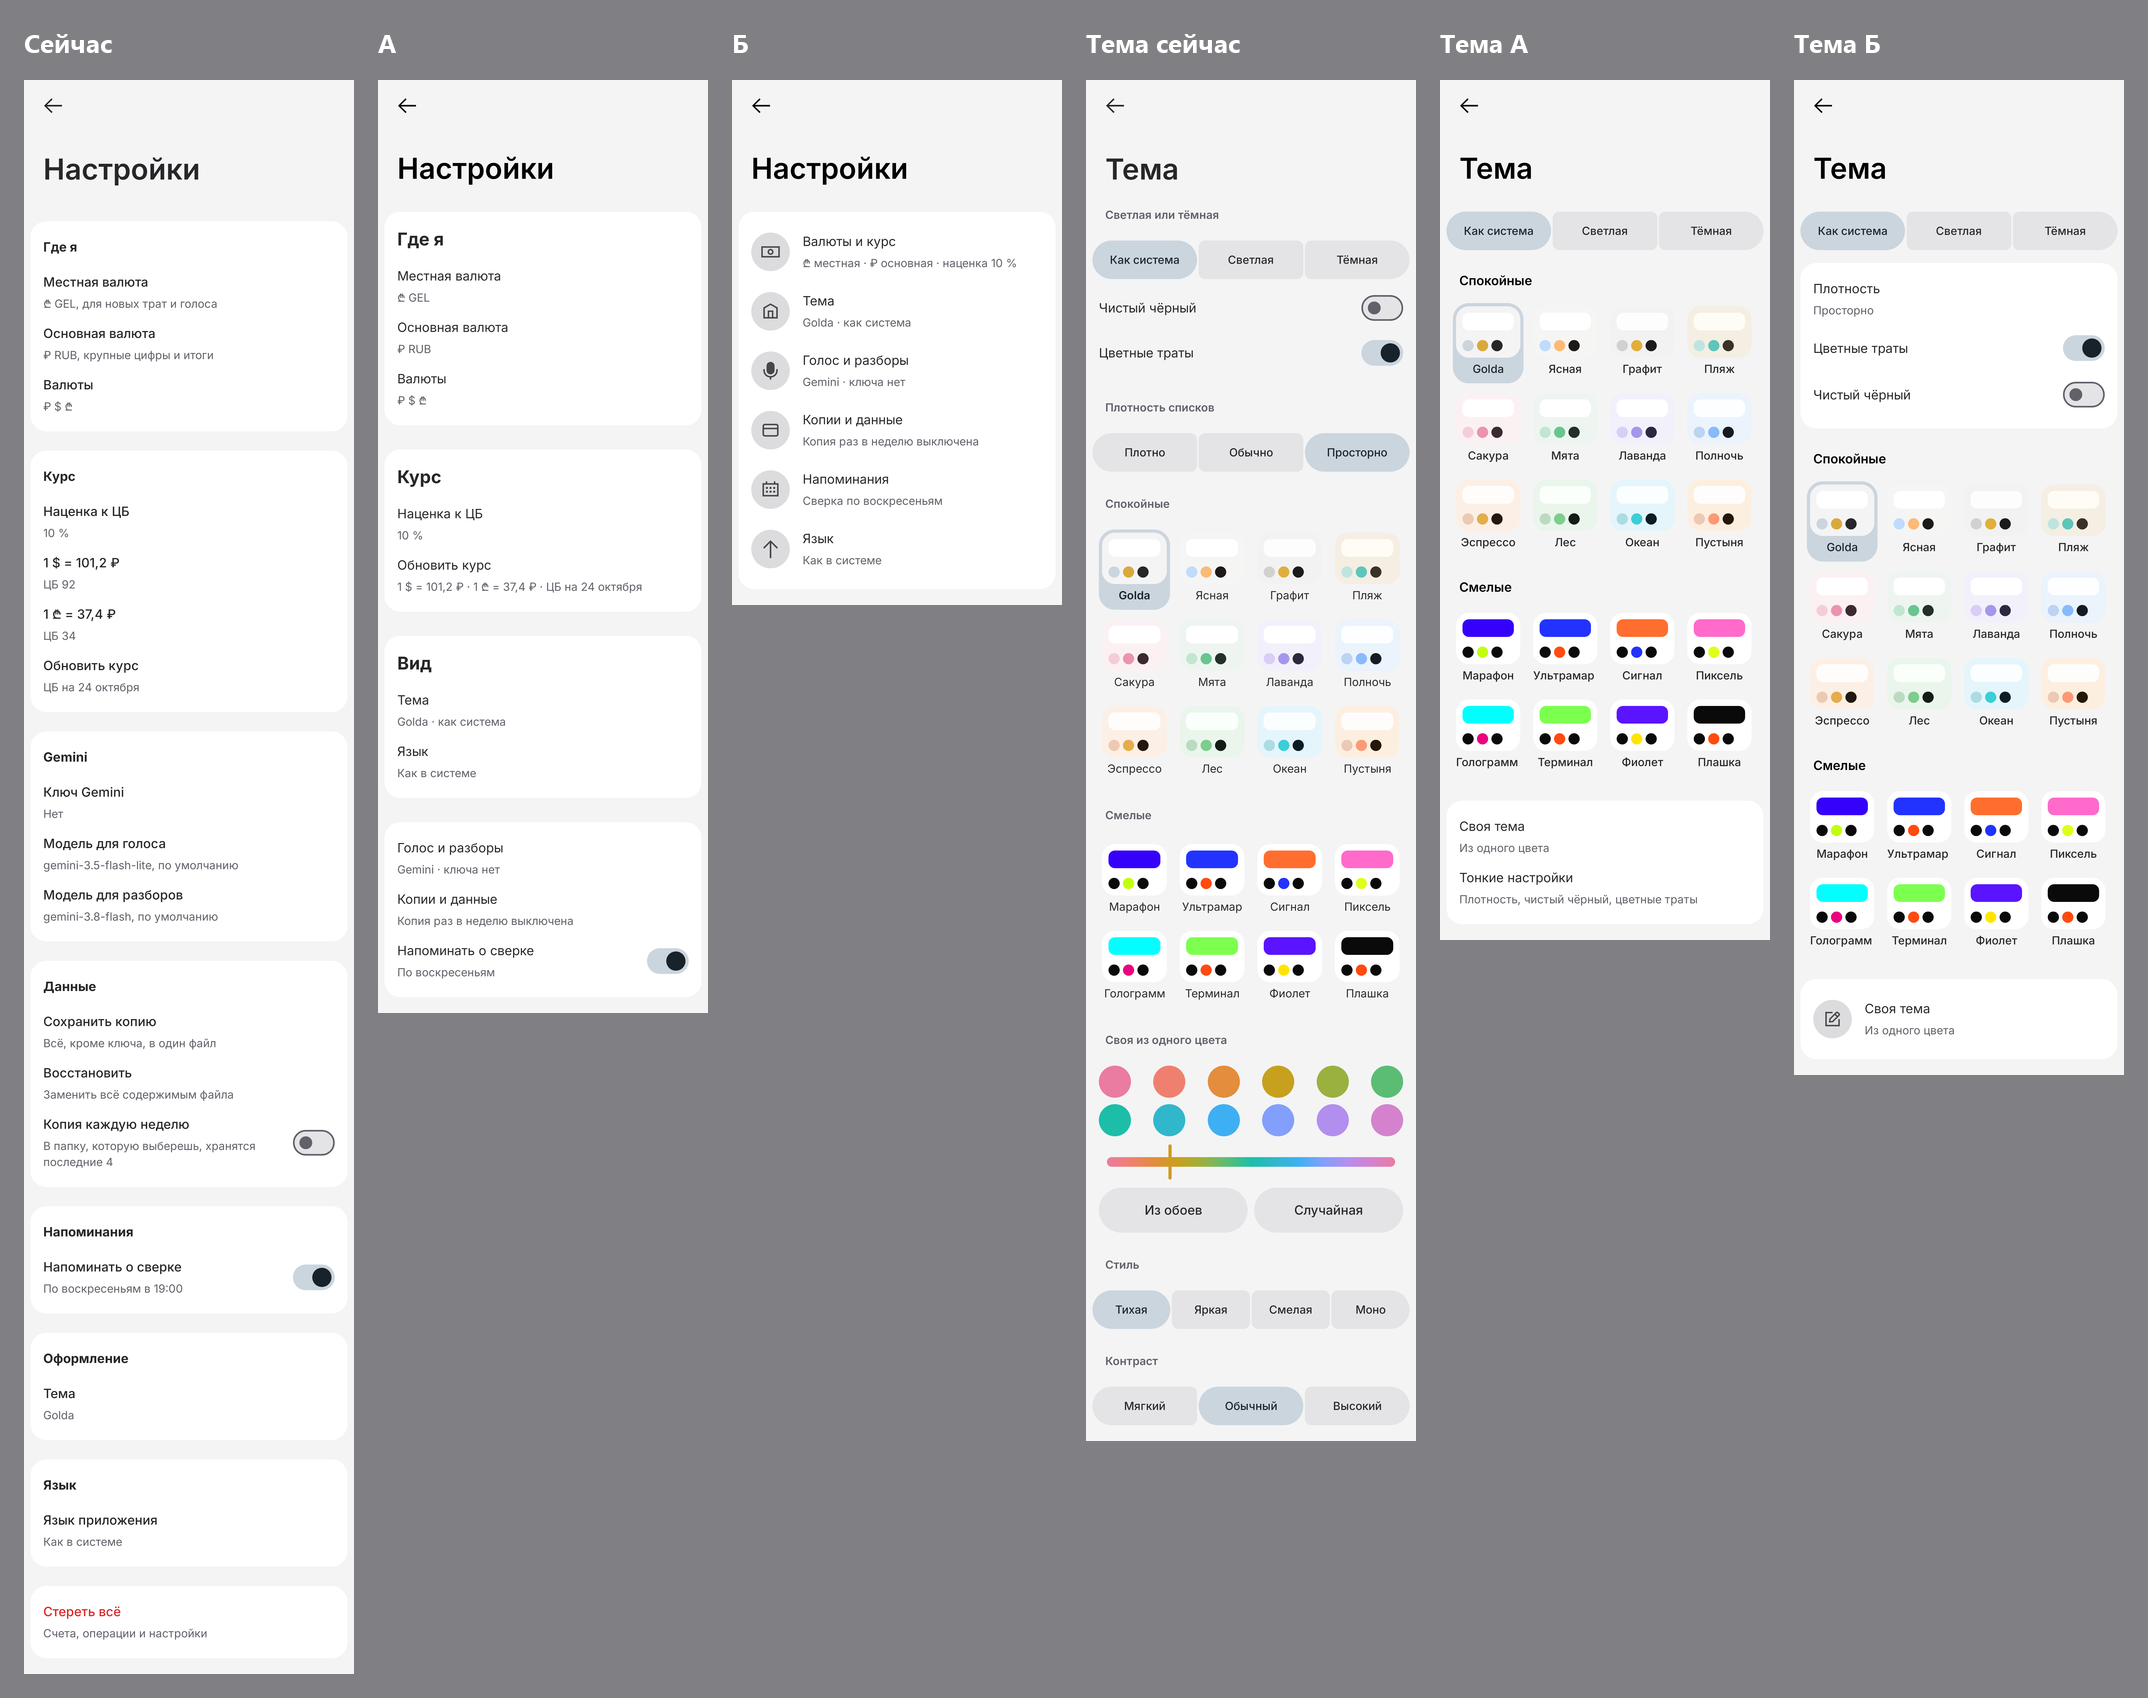 Сейчас
Настройки
Где я
Местная валюта
₾ GEL, для новых трат и голоса
Основная валюта
₽ RUB, крупные цифры и итоги
Валюты
₽ $ ₾
Курс
Наценка к ЦБ
10 %
1 $ = 101,2 ₽
ЦБ 92
1 ₾ = 37,4 ₽
ЦБ 34
Обновить курс
ЦБ на 24 октября
Gemini
Ключ Gemini
Нет
Модель для голоса
gemini-3.5-flash-lite, по умолчанию
Модель для разборов
gemini-3.8-flash, по умолчанию
Данные
Сохранить копию
Всё, кроме ключа, в один файл
Восстановить
Заменить всё содержимым файла
Копия каждую неделю
В папку, которую выберешь, хранятся
последние 4
Напоминания
Напоминать о сверке
По воскресеньям в 19:00
Оформление
Тема
Golda
Язык
Язык приложения
Как в системе
Стереть всё
Счета, операции и настройки
А
Настройки
Где я
Местная валюта
₾ GEL
Основная валюта
₽ RUB
Валюты
₽ $ ₾
Курс
Наценка к ЦБ
10 %
Обновить курс
1 $ = 101,2 ₽ · 1 ₾ = 37,4 ₽ · ЦБ на 24 октября
Вид
Тема
Golda · как система
Язык
Как в системе
Голос и разборы
Gemini · ключа нет
Копии и данные
Копия раз в неделю выключена
Напоминать о сверке
По воскресеньям
Б
Настройки
Валюты и курс
₾ местная · ₽ основная · наценка 10 %
Тема
Golda · как система
Голос и разборы
Gemini · ключа нет
Копии и данные
Копия раз в неделю выключена
Напоминания
Сверка по воскресеньям
Язык
Как в системе
Тема сейчас
Тема
Светлая или тёмная
Как система Светлая Тёмная
Чистый чёрный
Цветные траты
Плотность списков
Плотно Обычно Просторно
Спокойные
Golda Ясная Графит Пляж
Сакура Мята Лаванда Полночь
Эспрессо Лес Океан Пустыня
Смелые
Марафон Ультрамар Сигнал Пиксель
Голограмм Терминал Фиолет Плашка
Своя из одного цвета
Из обоев Случайная
Стиль
Тихая Яркая Смелая Моно
Контраст
Мягкий Обычный Высокий
Тема А
Тема
Как система Светлая Тёмная
Спокойные
Golda Ясная Графит Пляж
Сакура Мята Лаванда Полночь
Эспрессо Лес Океан Пустыня
Смелые
Марафон Ультрамар Сигнал Пиксель
Голограмм Терминал Фиолет Плашка
Своя тема
Из одного цвета
Тонкие настройки
Плотность, чистый чёрный, цветные траты
Тема Б
Тема
Как система Светлая Тёмная
Плотность
Просторно
Цветные траты
Чистый чёрный
Спокойные
Golda Ясная Графит Пляж
Сакура Мята Лаванда Полночь
Эспрессо Лес Океан Пустыня
Смелые
Марафон Ультрамар Сигнал Пиксель
Голограмм Терминал Фиолет Плашка
Своя тема
Из одного цвета